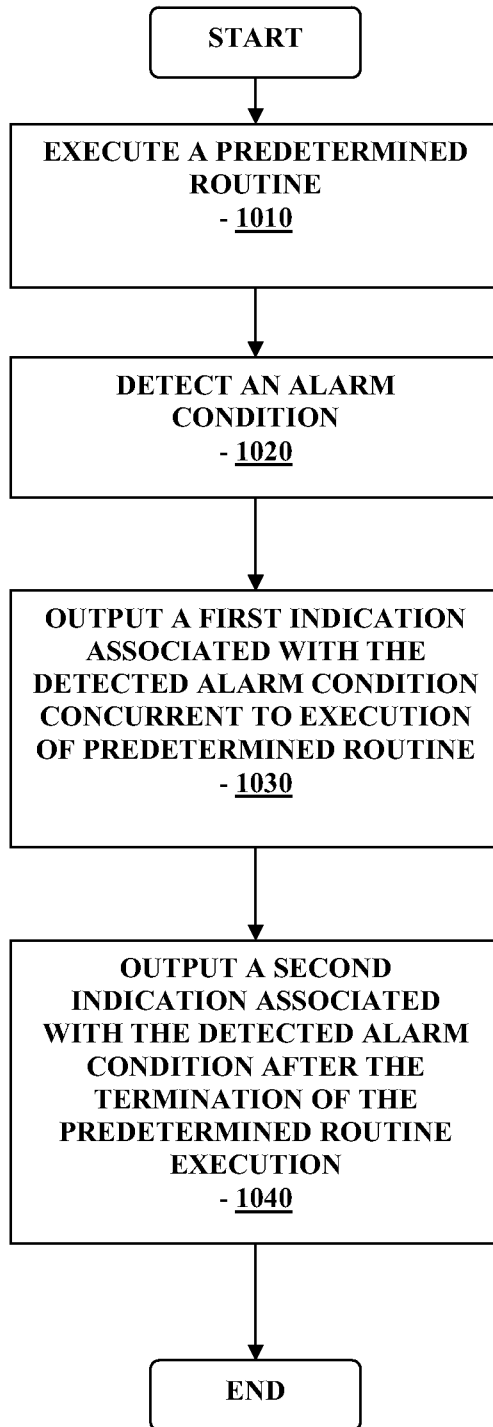 START
EXECUTE A PREDETERMINED
ROUTINE
- 1010
DETECT AN ALARM
CONDITION
- 1020
OUTPUT A FIRST INDICATION
ASSOCIATED WITH THE
DETECTED ALARM CONDITION
CONCURRENT TO EXECUTION
OF PREDETERMINED ROUTINE
- 1030
OUTPUT A SECOND
INDICATION ASSOCIATED
WITH THE DETECTED ALARM
CONDITION AFTER THE
TERMINATION OF THE
PREDETERMINED ROUTINE
EXECUTION
- 1040
END